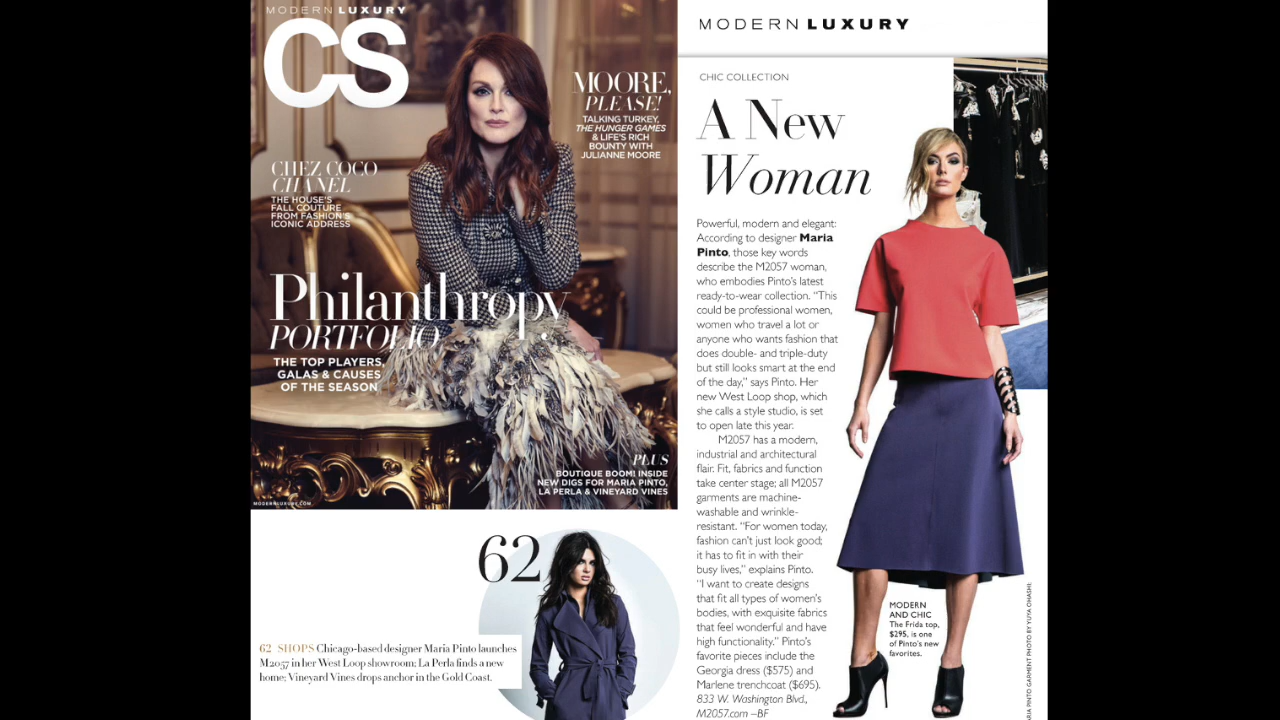 MODERN LUXURY
CS
MOORE,
PLEASE!
TALKING TURKEY,
THE HUNGER GAMES
& LIFE'S RICH
BOUNTY WITH
JULIANNE MOORE
CHEZ COCO
CHANEL
THE HOUSE'S
FALL COUTURE
FROM FASHION'S
ICONIC ADDRESS
Philanthropy
PORTFOLIO
THE TOP PLAYERS,
GALAS & CAUSES
OF THE SEASON
PLUS
BOUTIQUE BOOM! INSIDE
NEW DIGS FOR MARIA PINTO,
LA PERLA & VINEYARD VINES
MODERNLUXURY.COM
62
62 SHOPS Chicago-based designer Maria Pinto launches
M2057 in her West Loop showroom; La Perla finds a new
home; Vineyard Vines drops anchor in the Gold Coast.
MODERN LUXURY
CHIC COLLECTION
A New
Woman
Powerful, modern and elegant:
According to designer Maria
Pinto, those key words
describe the M2057 woman,
who embodies Pinto's latest
ready-to-wear collection. "This
could be professional women,
women who travel a lot or
anyone who wants fashion that
does double- and triple-duty
but still looks smart at the end
of the day," says Pinto. Her
new West Loop shop, which
she calls a style studio, is set
to open late this year.
M2057 has a modern,
industrial and architectural
flair. Fit, fabrics and function
take center stage; all M2057
garments are machine-
washable and wrinkle-
resistant. "For women today,
fashion can't just look good;
it has to fit in with their
busy lives," explains Pinto.
"I want to create designs
that fit all types of women's
bodies, with exquisite fabrics
that feel wonderful and have
high functionality." Pinto's
favorite pieces include the
Georgia dress ($575) and
Marlene trenchcoat ($695).
833 W. Washington Blvd.,
M2057.com –BF
MODERN
AND CHIC
The Frida top,
$295, is one
of Pinto's new
favorites.
PINTO GARMENT PHOTO BY YUYA OHASHI;